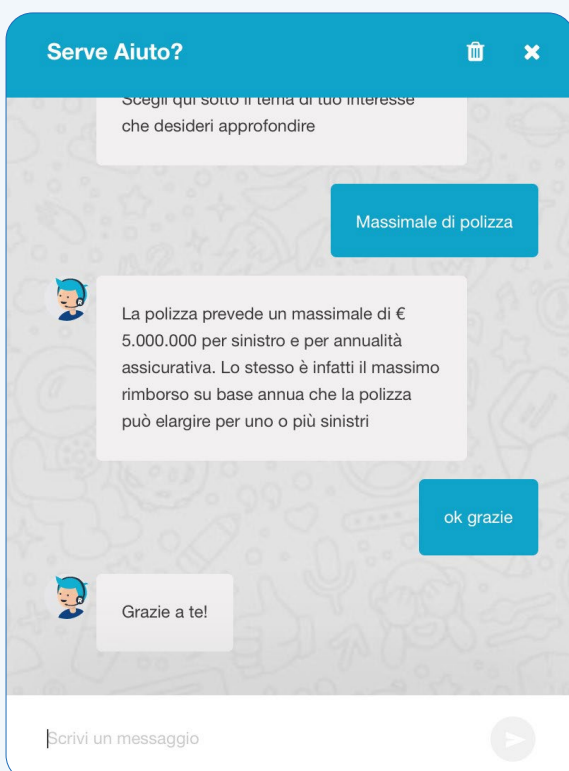 Serve Aiuto?
Scegli qui sotto il tema di tuo interesse
che desideri approfondire
Massimale di polizza
La polizza prevede un massimale di €
5.000.000 per sinistro e per annualità
assicurativa. Lo stesso è infatti il massimo
rimborso su base annua che la polizza
può elargire per uno o più sinistri
ok grazie
Grazie a te!
Scrivi un messaggio